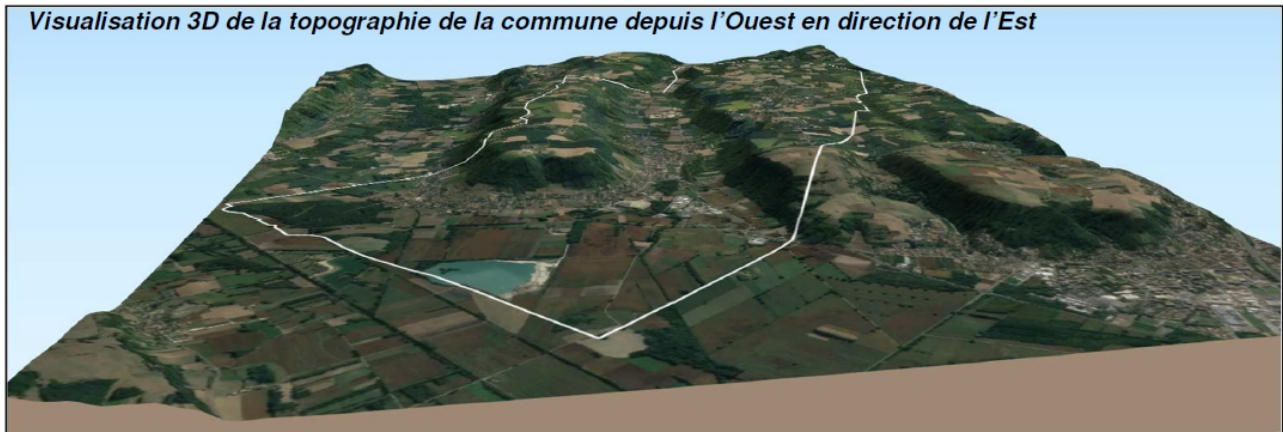 Visualisation 3D de la topographie de la commune depuis l’Ouest en direction de l’Est